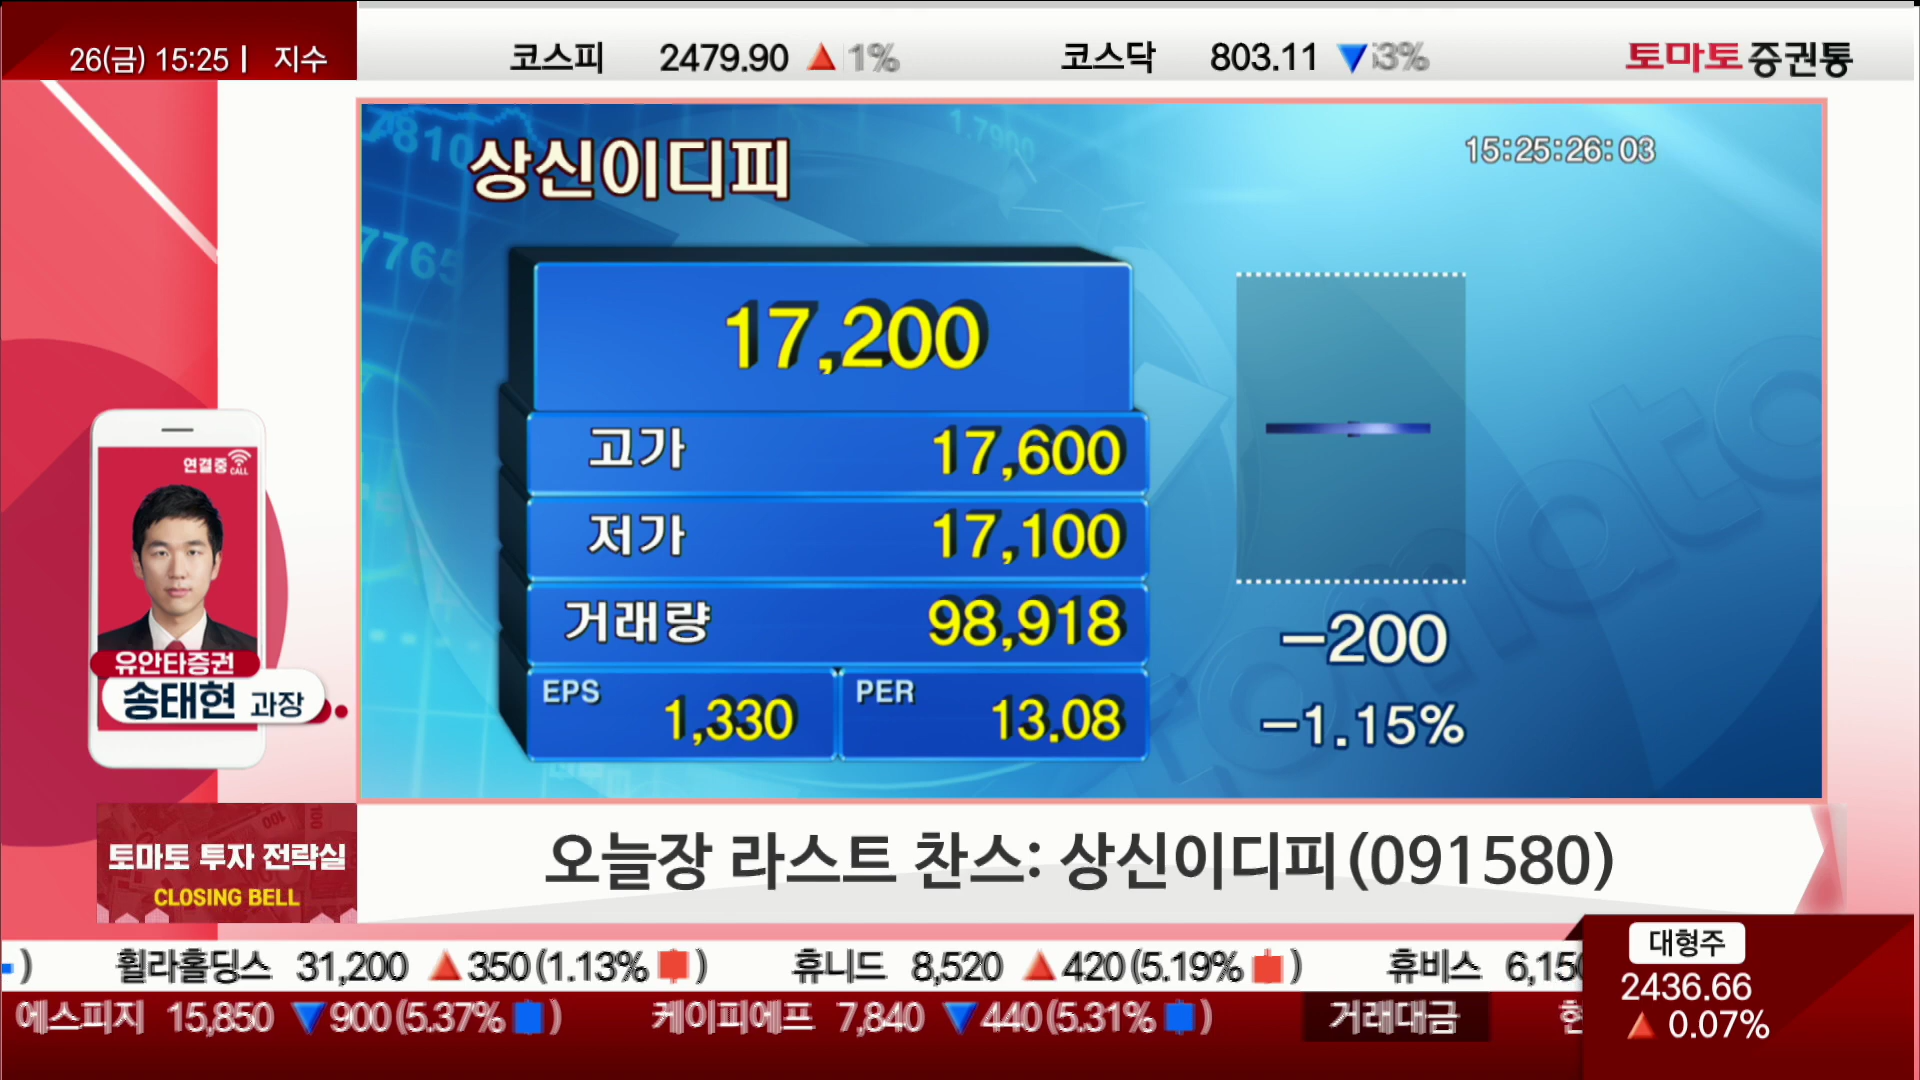 26(금) 15:25 | 지수
코스피 2479.90 ▲ 1%
코스닥 803.11 ▼ 3%
토마토증권통
상신이디피
15:25:26:03
17,200
고가 17,600
저가 17,100
거래량 98,918
EPS 1,330
PER 13.08
-200
-1.15%
연결중
CALL
유안타증권
송태현 과장
토마토 투자 전략실
CLOSING BELL
오늘장 라스트 찬스: 상신이디피(091580)
) 휠라홀딩스 31,200 ▲350(1.13% ) 휴니드 8,520 ▲420(5.19% ) 휴비스
에스피지 15,850 ▼900(5.37% ) 케이피에프 7,840 ▼440(5.31% ) 거래대금
대형주
2436.66
▲ 0.07%